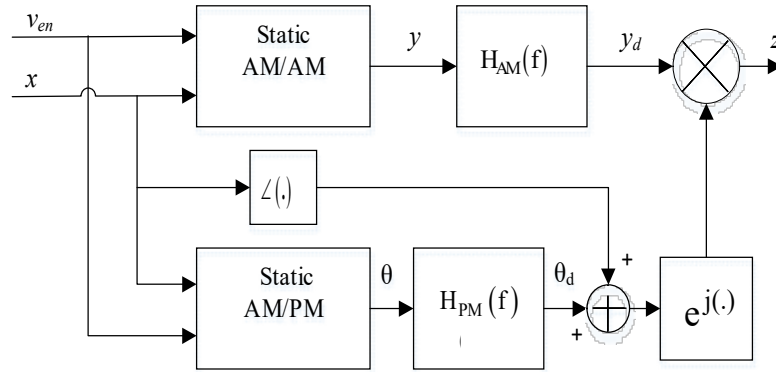 v_en
x
Static
AM/AM
y
H_AM(f)
y_d
z
∠(.)
Static
AM/PM
θ
H_PM(f)
θ_d
+
+
e^j(.)